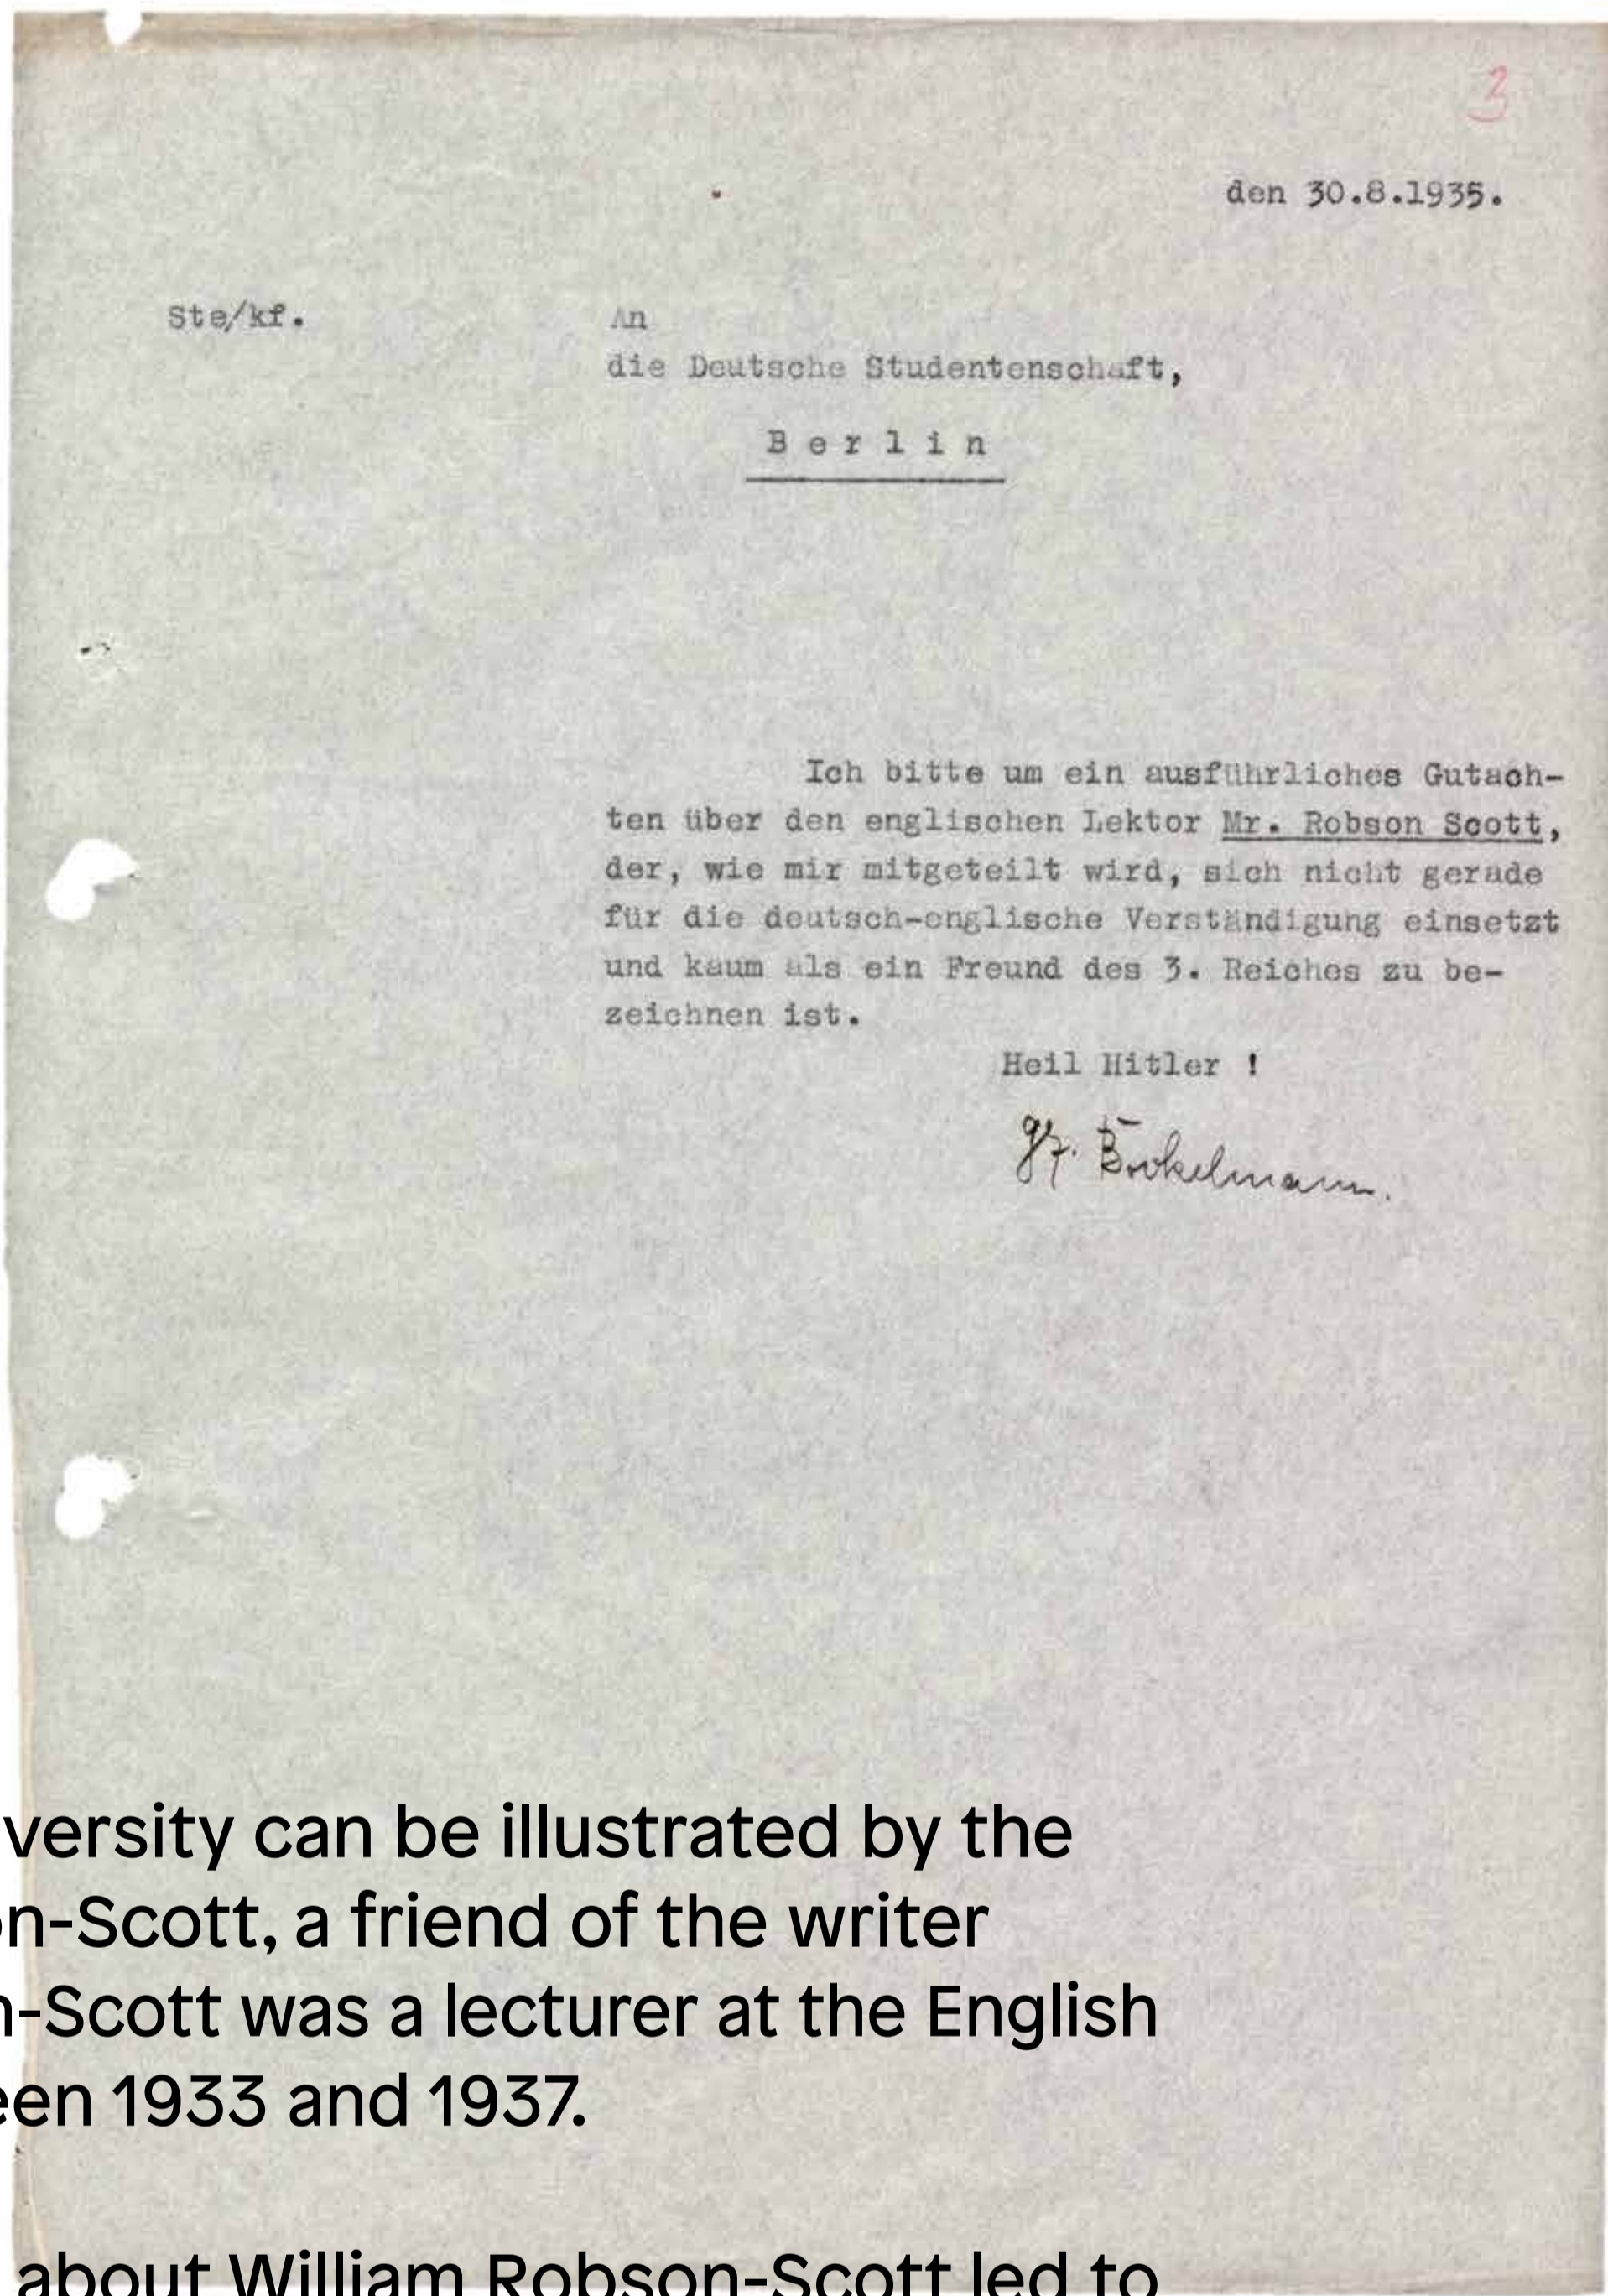 3
den 30.8.1935.
Ste/kf.
An
die Deutsche Studentenschaft,
Berlin
Ich bitte um ein ausführliches Gutach-
ten über den englischen Lektor Mr. Robson Scott,
der, wie mir mitgeteilt wird, sich nicht gerade
für die deutsch-englische Verständigung einsetzt
und kaum als ein Freund des 3. Reiches zu be-
zeichnen ist.
Heil Hitler !
versity can be illustrated by the
n-Scott, a friend of the writer
n-Scott was a lecturer at the English
een 1933 and 1937.
about William Robson-Scott led to